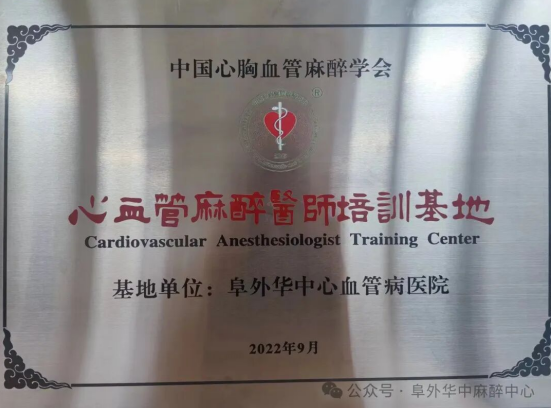 中国心胸血管麻醉学会
®
心血管麻醉醫師培訓基地
Cardiovascular Anesthesiologist Training Center
基地单位：阜外华中心血管病医院
2022年9月
公众号·阜外华中麻醉中心